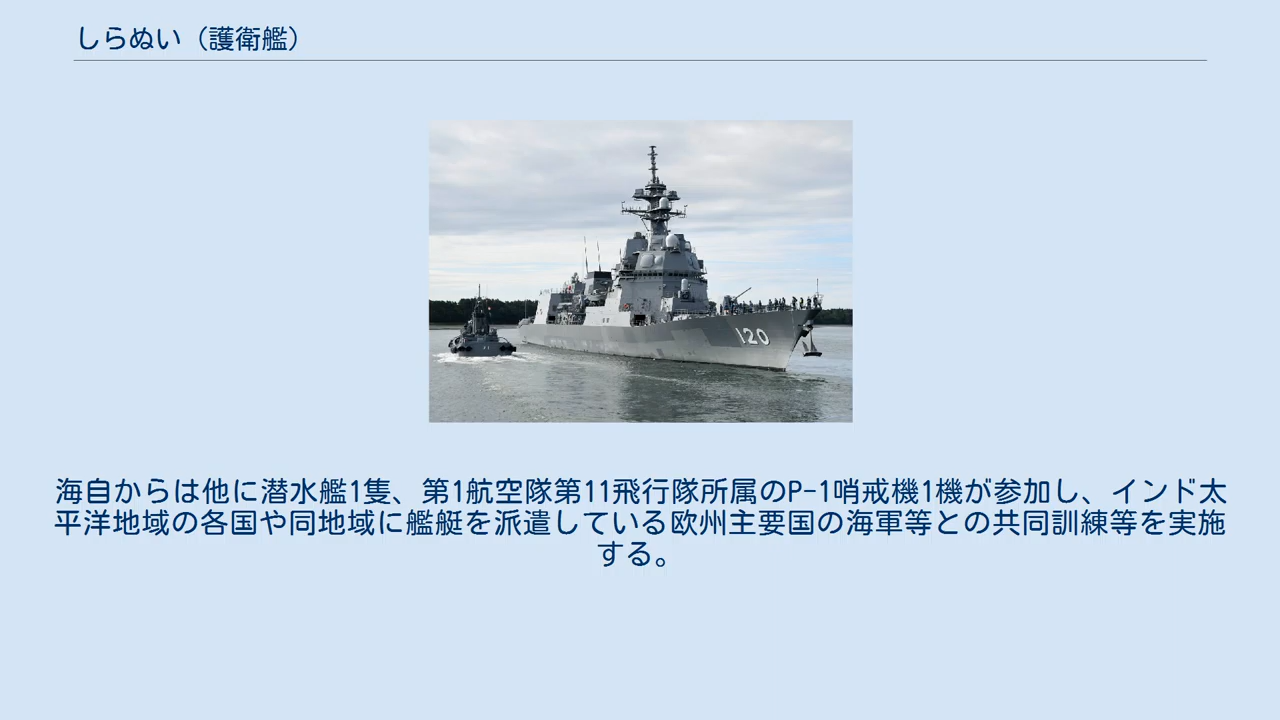 しらぬい（護衛艦）
120
海自からは他に潜水艦1隻、第1航空隊第11飛行隊所属のP-1哨戒機1機が参加し、インド太
平洋地域の各国や同地域に艦艇を派遣している欧州主要国の海軍等との共同訓練等を実施
する。